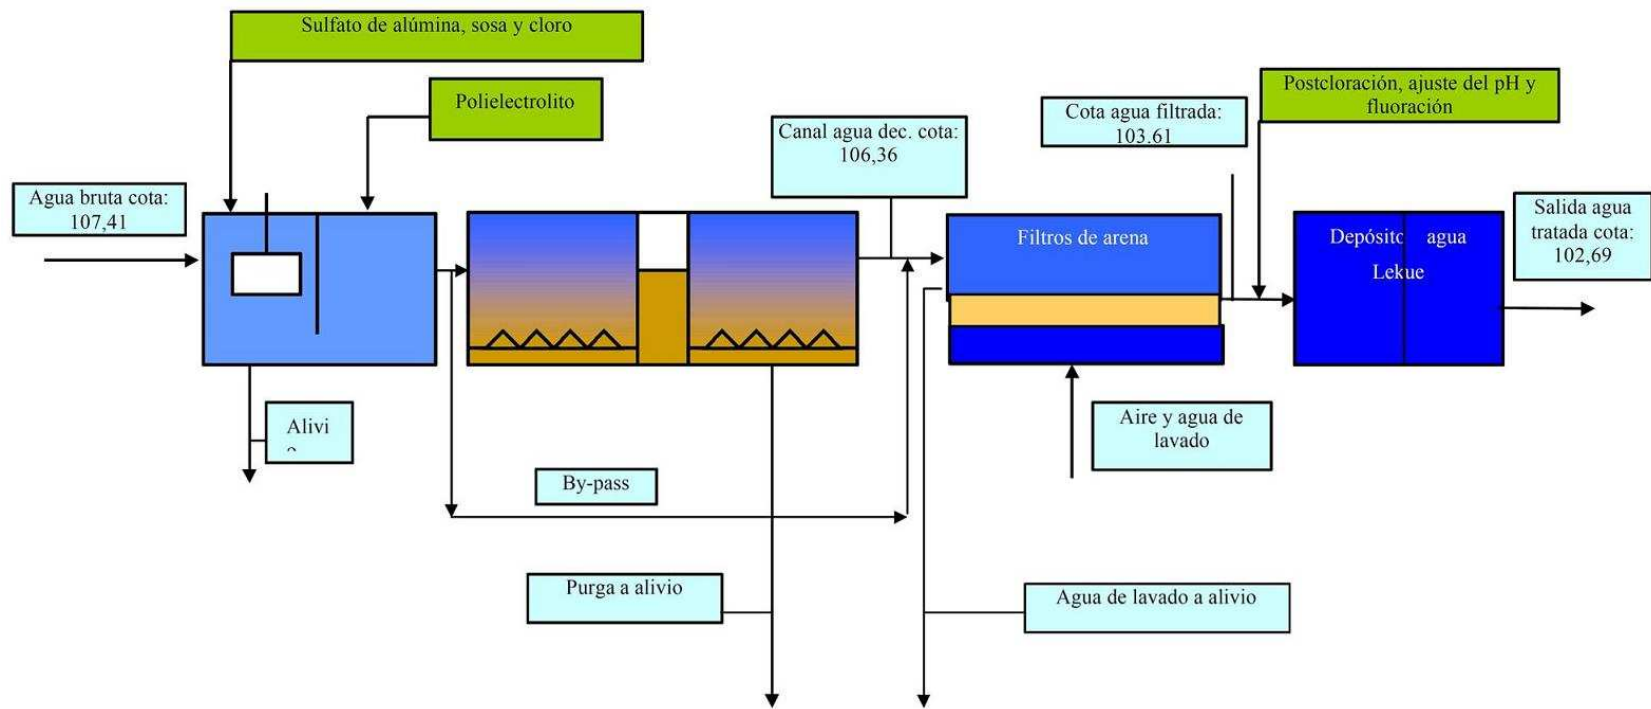 Sulfato de alúmina, sosa y cloro
Polielectrolito
Agua bruta cota:
107,41
Canal agua dec. cota:
106,36
Cota agua filtrada:
103.61
Postcloración, ajuste del pH y
fluoración
Salida agua
tratada cota:
102,69
Filtros de arena
Depósito agua
Lekue
Alivi
o
Aire y agua de
lavado
By-pass
Purga a alivio
Agua de lavado a alivio